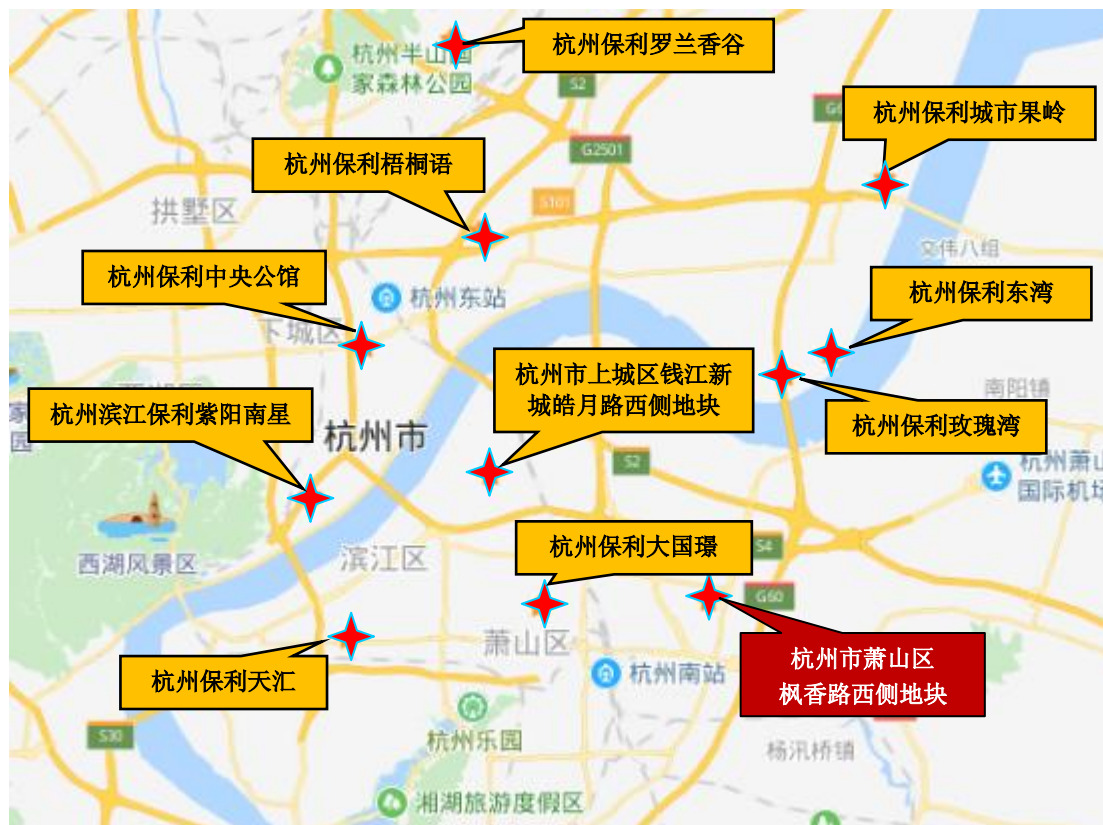 杭州保利罗兰香谷
杭州半山国
家森林公园
S2
杭州保利城市果岭
杭州保利梧桐语
G2501
S101
拱墅区
文伟八组
杭州保利中央公馆
杭州东站
杭州保利东湾
下城区
杭州市上城区钱江新
城皓月路西侧地块
南阳镇
杭州滨江保利紫阳南星
杭州保利玫瑰湾
杭州市
S2
杭州萧山
国际机场
杭州保利大国璟
S4
西湖风景区
滨江区
G60
萧山区
杭州市萧山区
枫香路西侧地块
杭州南站
杭州保利天汇
S30
杭州乐园
杨汛桥镇
湘湖旅游度假区